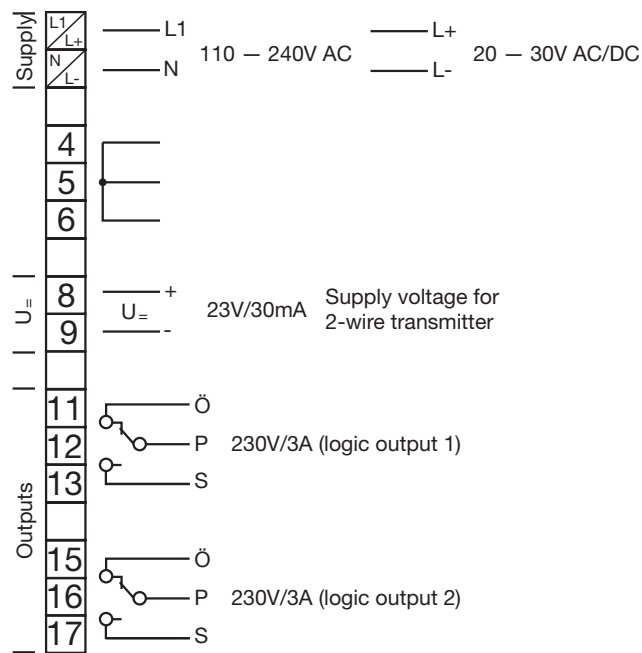 Supply
L1 L+
L1
110 — 240V AC
L+
20 — 30V AC/DC
N L-
N
L-
4
5
6
U=
8
+
U=
23V/30mA
Supply voltage for
2-wire transmitter
9
-
Outputs
11
Ö
12
P
230V/3A (logic output 1)
13
S
15
Ö
16
P
230V/3A (logic output 2)
17
S